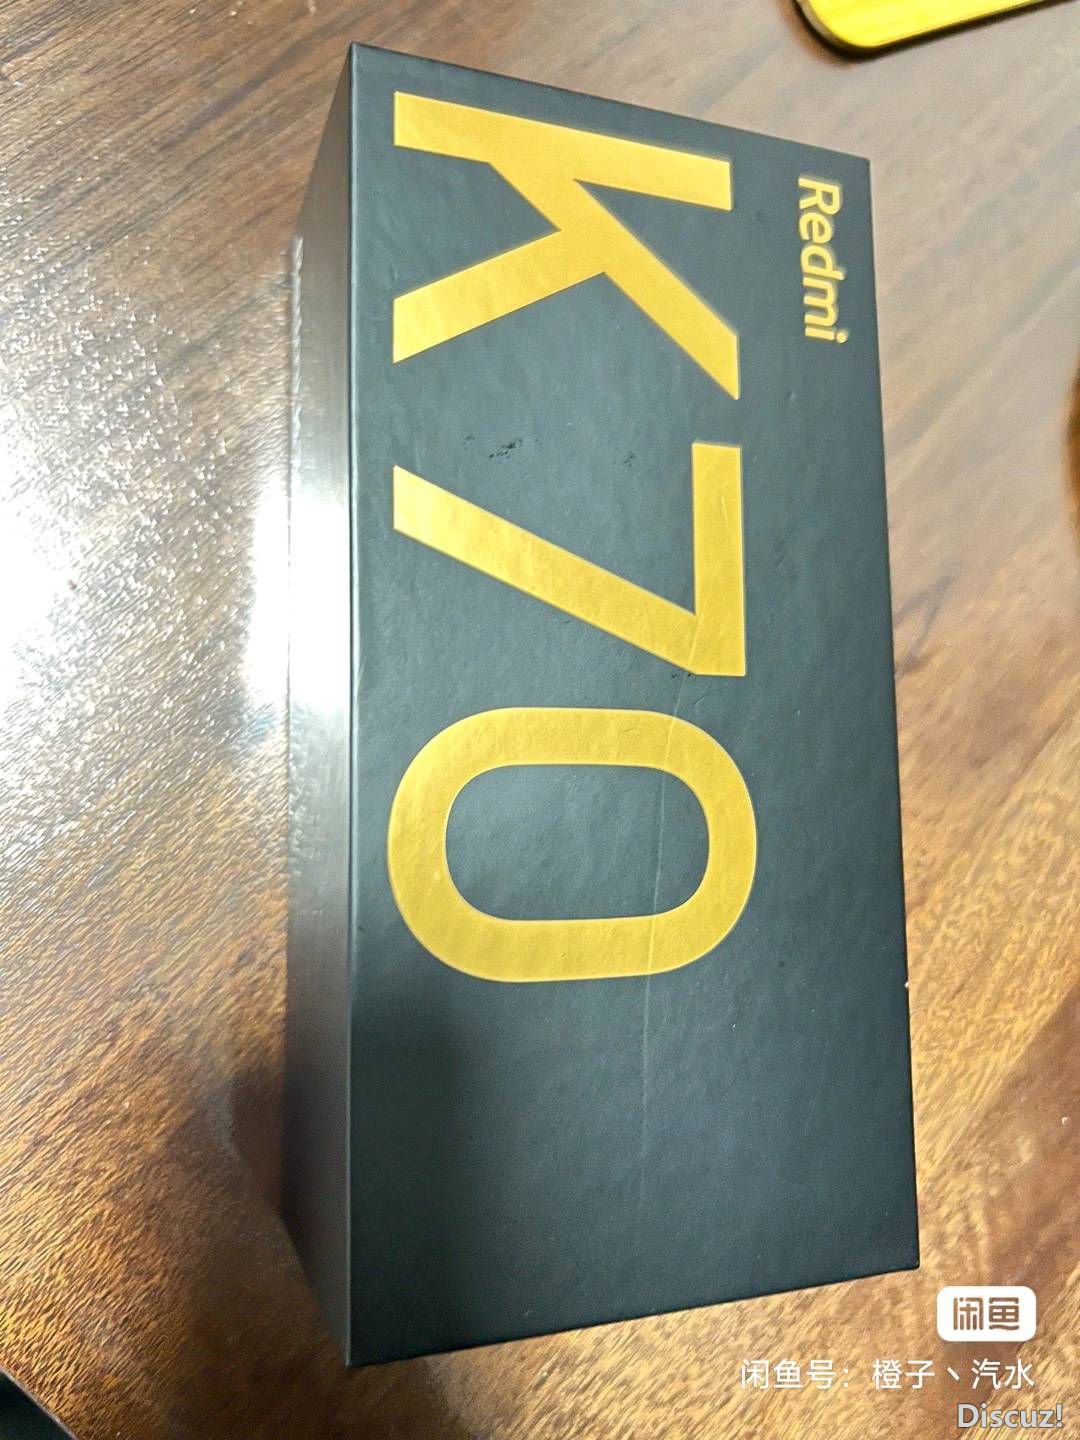 Redmi
K70
闲鱼
闲鱼号：橙子丶汽水
Discuz!